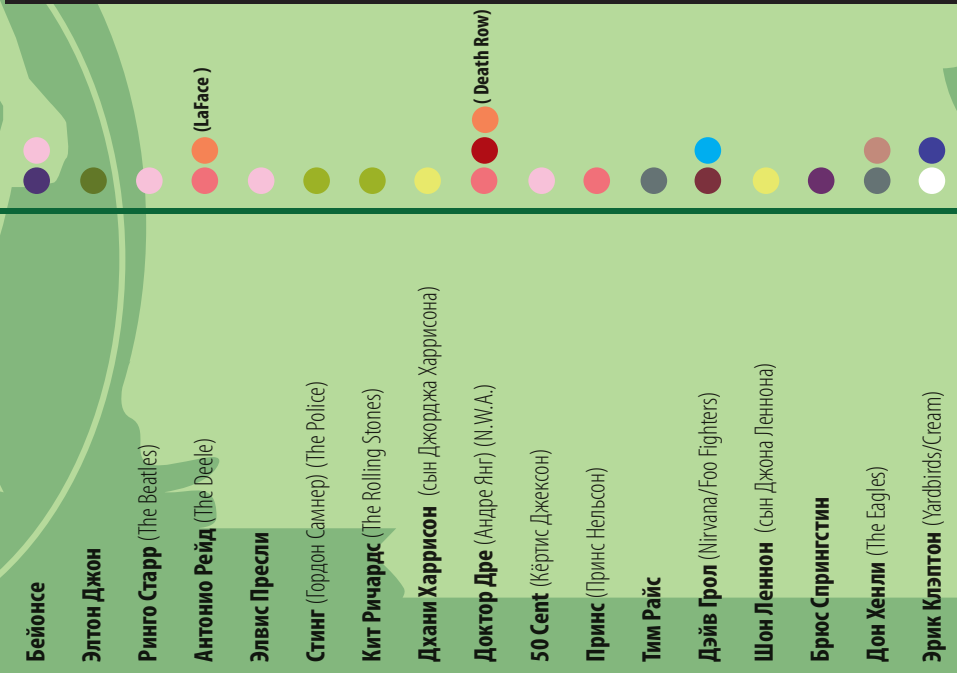 Бейонсе
Элтон Джон
Ринго Старр (The Beatles)
Антонио Рейд (The Deele)
(LaFace )
Элвис Пресли
Стинг (Гордон Самнер) (The Police)
Кит Ричардс (The Rolling Stones)
Джани Харрисон (сын Джорджа Харрисона)
Доктор Дре (Андре Янг) (N.W.A.)
( Death Row)
50 Cent (Кёртис Джексон)
Принс (Принс Нельсон)
Тим Райс
Дэйв Грол (Nirvana/Foo Fighters)
Шон Леннон (сын Джона Леннона)
Брюс Спрингстин
Дон Хенли (The Eagles)
Эрик Клэптон (Yardbirds/Cream)